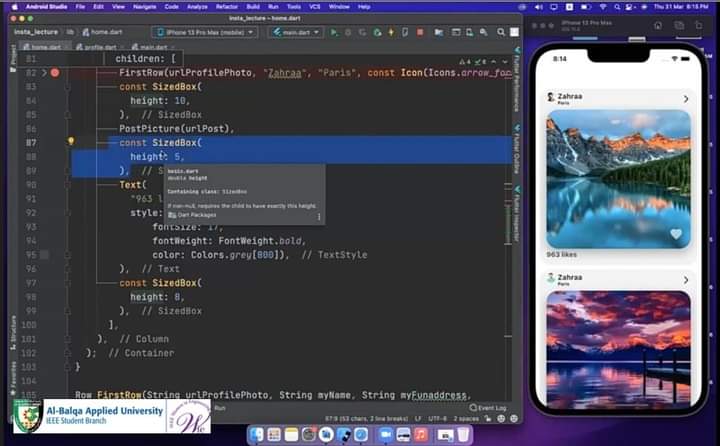 Android Studio File Edit View Navigate Code Analyze Refactor Build Run Tools VCS Window Help
Thu 31 Mar 8:15 PM
insta_lecture – home.dart
insta_lecture lib home.dart
iPhone 13 Pro Max (mobile)
main.dart
home.dart profile.dart main.dart
Project
Structure
Favorites
81 children: [
82 FirstRow(urlProfilePhoto, "Zahraa", "Paris", const Icon(Icons.arrow_for
83 const SizedBox(
84 height: 10,
85 ), // SizedBox
86 PostPicture(urlPost),
87 const SizedBox(
88 height: 5,
89 ), // S
basic.dart
double height
Containing class: SizedBox
If non-null, requires the child to have exactly this height.
Dart Packages
90 Text(
91 "963 l
92 style:
93 fontSize: 17,
94 fontWeight: FontWeight.bold,
95 color: Colors.grey[800]), // TextStyle
96 ), // Text
97 const SizedBox(
98 height: 8,
99 ), // SizedBox
100 ],
101 ), // Column
102 ); // Container
103 }
104
105 Row FirstRow(String urlProfilePhoto, String myName, String myFunaddress,
Flutter Performance
Flutter Outline
Flutter Inspector
Run
Event Log
87:9 (53 chars, 2 line breaks) LF UTF-8 2 spaces
Al-Balqa Applied University
IEEE Student Branch
iPhone 13 Pro Max
8:14
Zahraa
Paris
963 likes
Zahraa
Paris